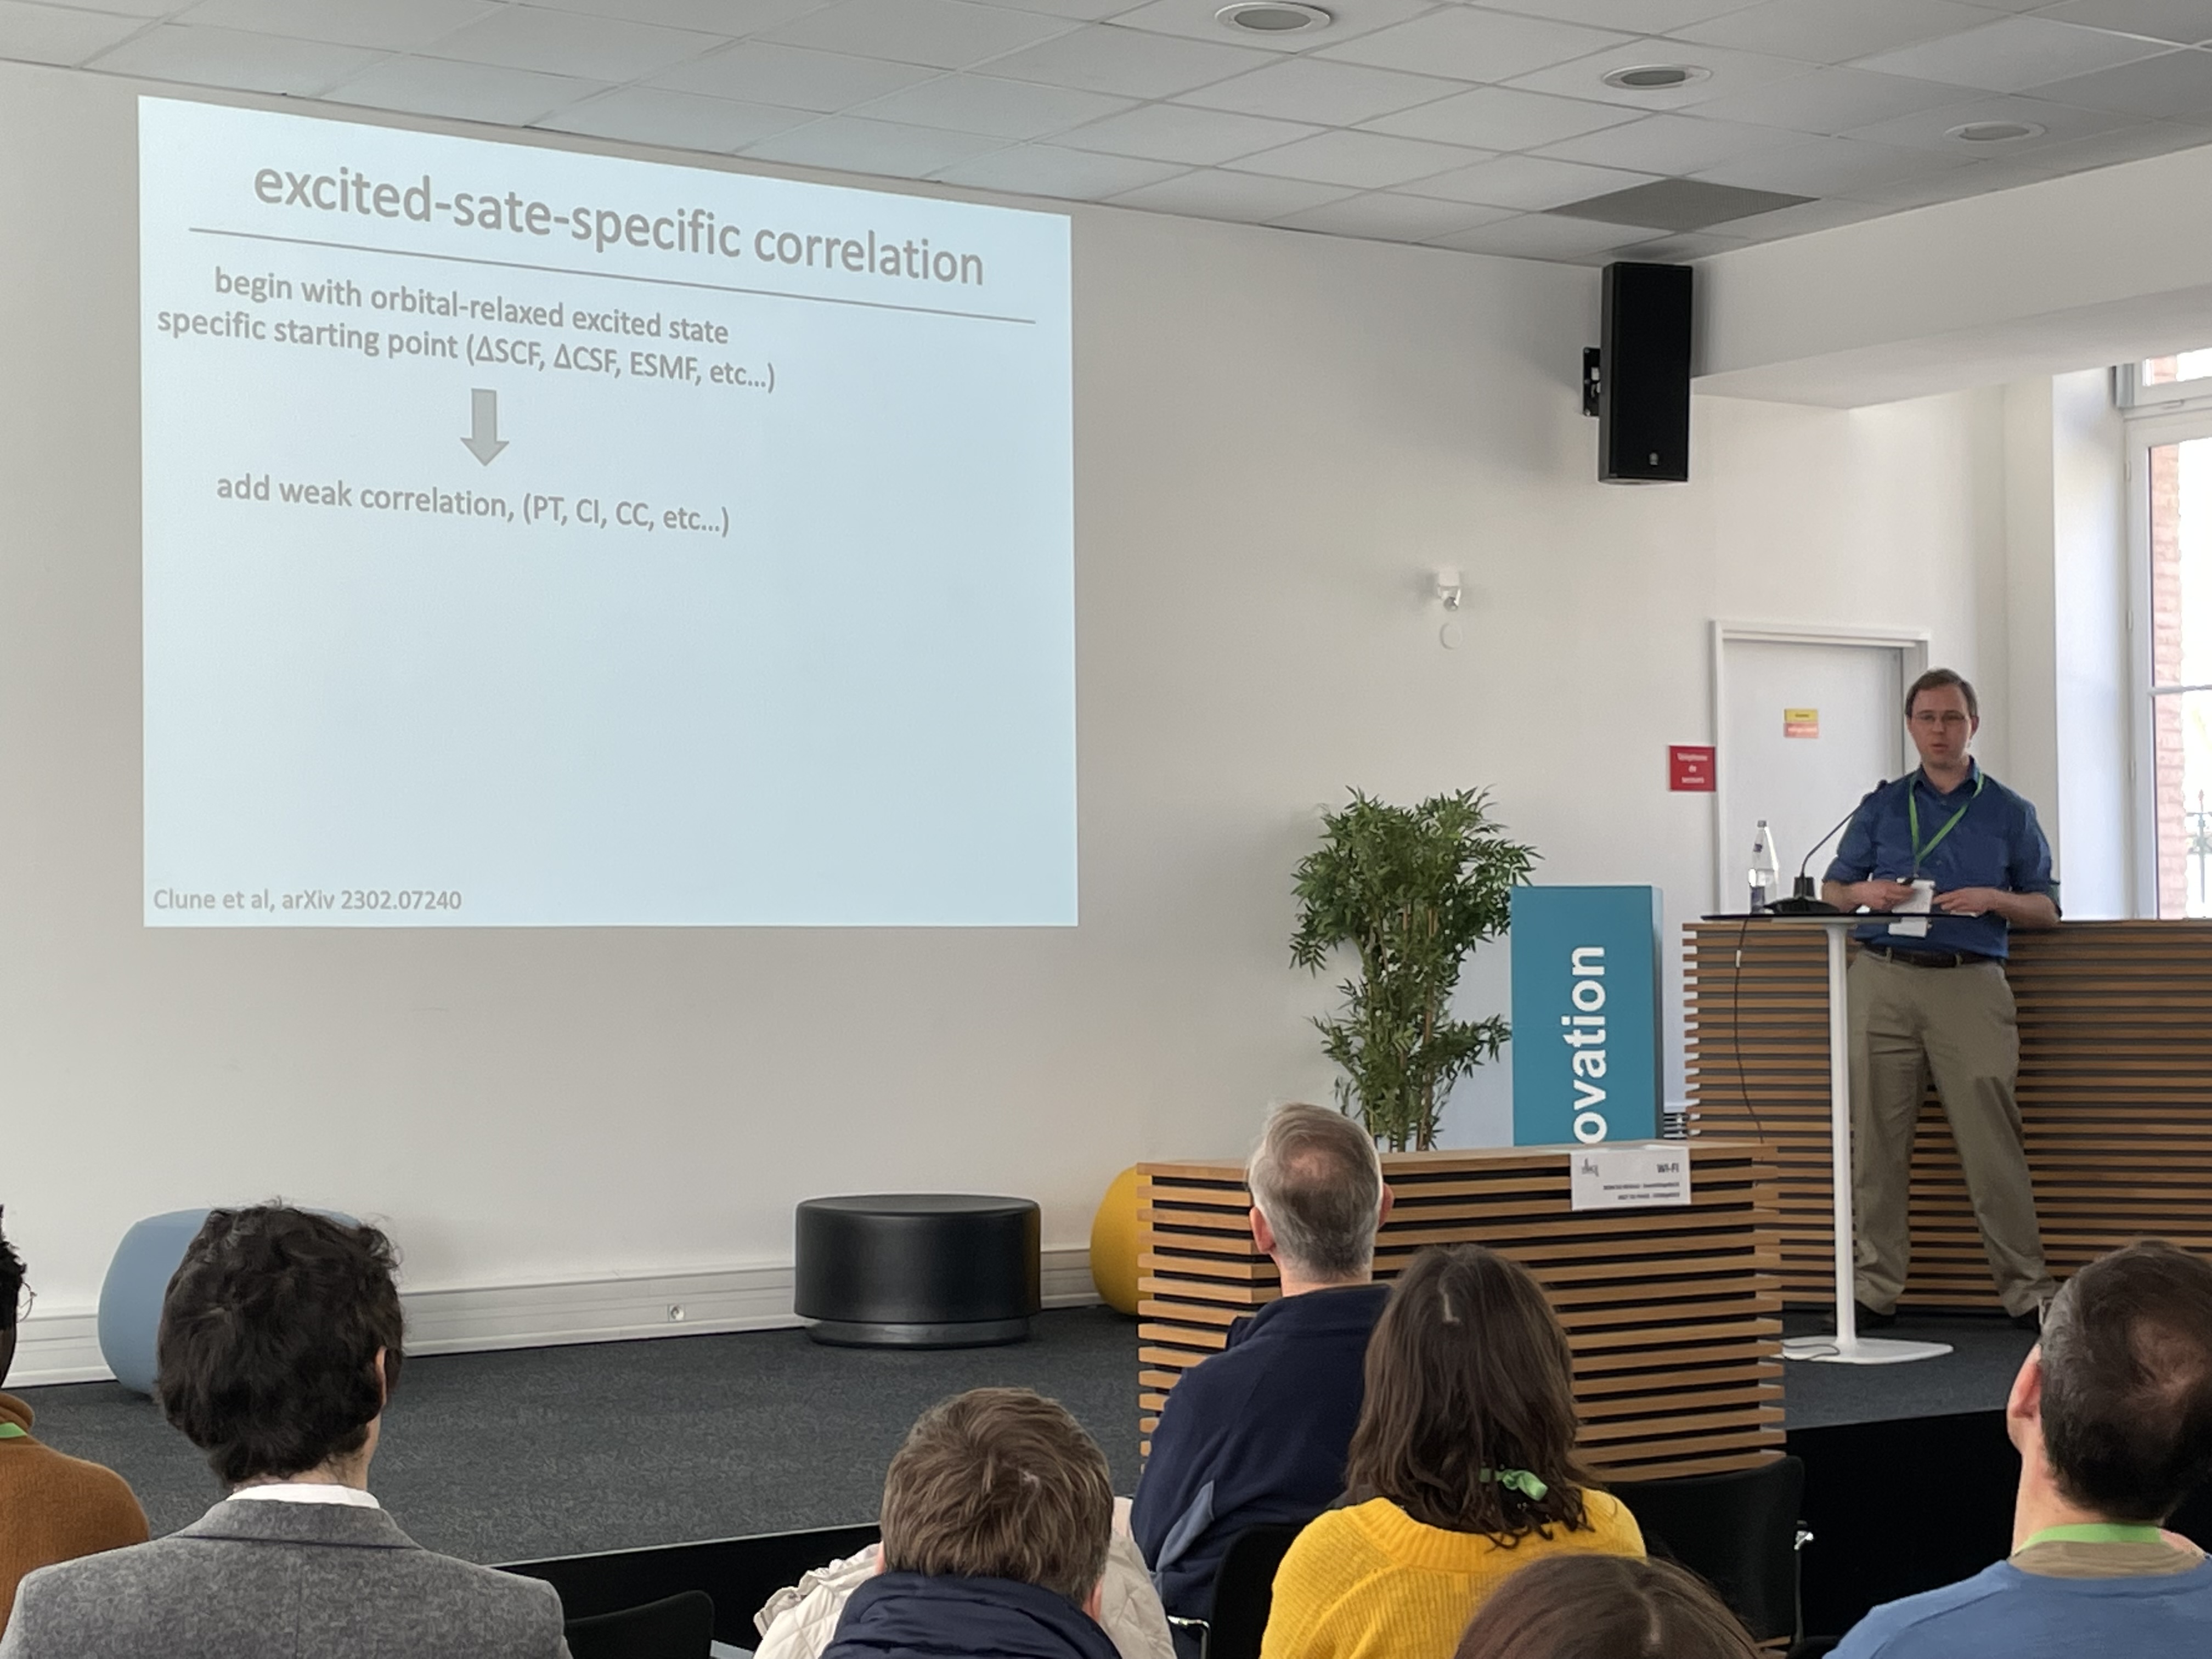 excited-sate-specific correlation
begin with orbital-relaxed excited state
specific starting point (ΔSCF, ΔCSF, ESMF, etc...)
add weak correlation, (PT, CI, CC, etc...)
Clune et al, arXiv 2302.07240
ovation
WI-FI